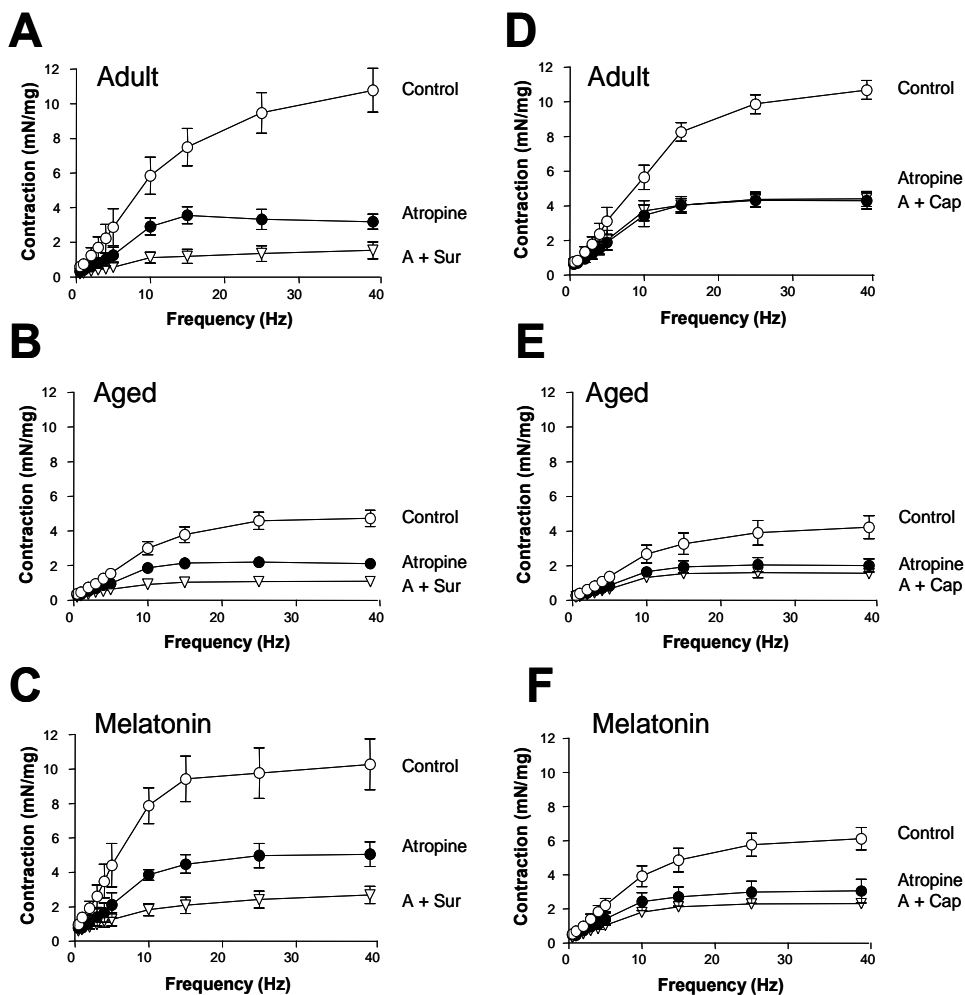 A
Adult
Contraction (mN/mg)
12
10
8
6
4
2
0
0
10
20
30
40
Frequency (Hz)
Control
Atropine
A + Sur
D
Adult
Contraction (mN/mg)
12
10
8
6
4
2
0
0
10
20
30
40
Frequency (Hz)
Control
Atropine
A + Cap
B
Aged
Contraction (mN/mg)
12
10
8
6
4
2
0
0
10
20
30
40
Frequency (Hz)
Control
Atropine
A + Sur
E
Aged
Contraction (mN/mg)
12
10
8
6
4
2
0
0
10
20
30
40
Frequency (Hz)
Control
Atropine
A + Cap
C
Melatonin
Contraction (mN/mg)
12
10
8
6
4
2
0
0
10
20
30
40
Frequency (Hz)
Control
Atropine
A + Sur
F
Melatonin
Contraction (mN/mg)
12
10
8
6
4
2
0
0
10
20
30
40
Frequency (Hz)
Control
Atropine
A + Cap